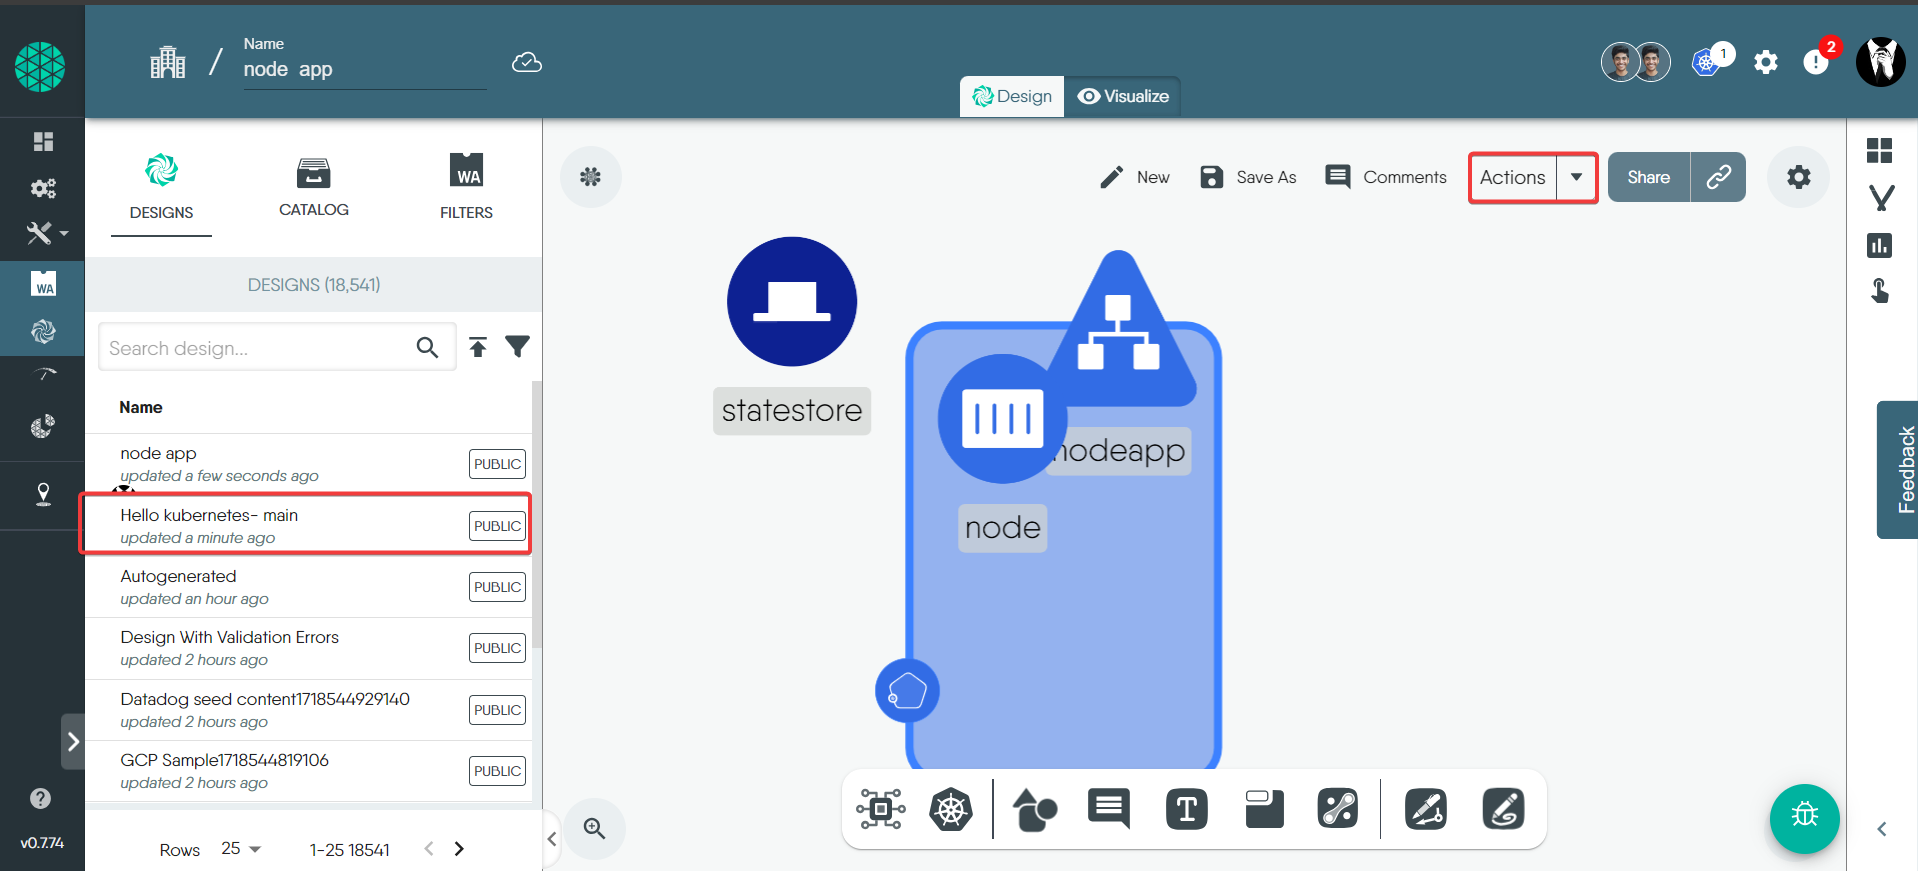 Name
node app
1
2
Design
Visualize
DESIGNS
CATALOG
WA
FILTERS
New
Save As
Comments
Actions
Share
DESIGNS (18,541)
WA
Search design...
Name
node app
updated a few seconds ago
PUBLIC
Hello kubernetes- main
updated a minute ago
PUBLIC
Autogenerated
updated an hour ago
PUBLIC
Design With Validation Errors
updated 2 hours ago
PUBLIC
Datadog seed content1718544929140
updated 2 hours ago
PUBLIC
GCP Sample1718544819106
updated 2 hours ago
PUBLIC
Rows
25
1-25 18541
v0.7.74
statestore
nodeapp
node
T
Feedback